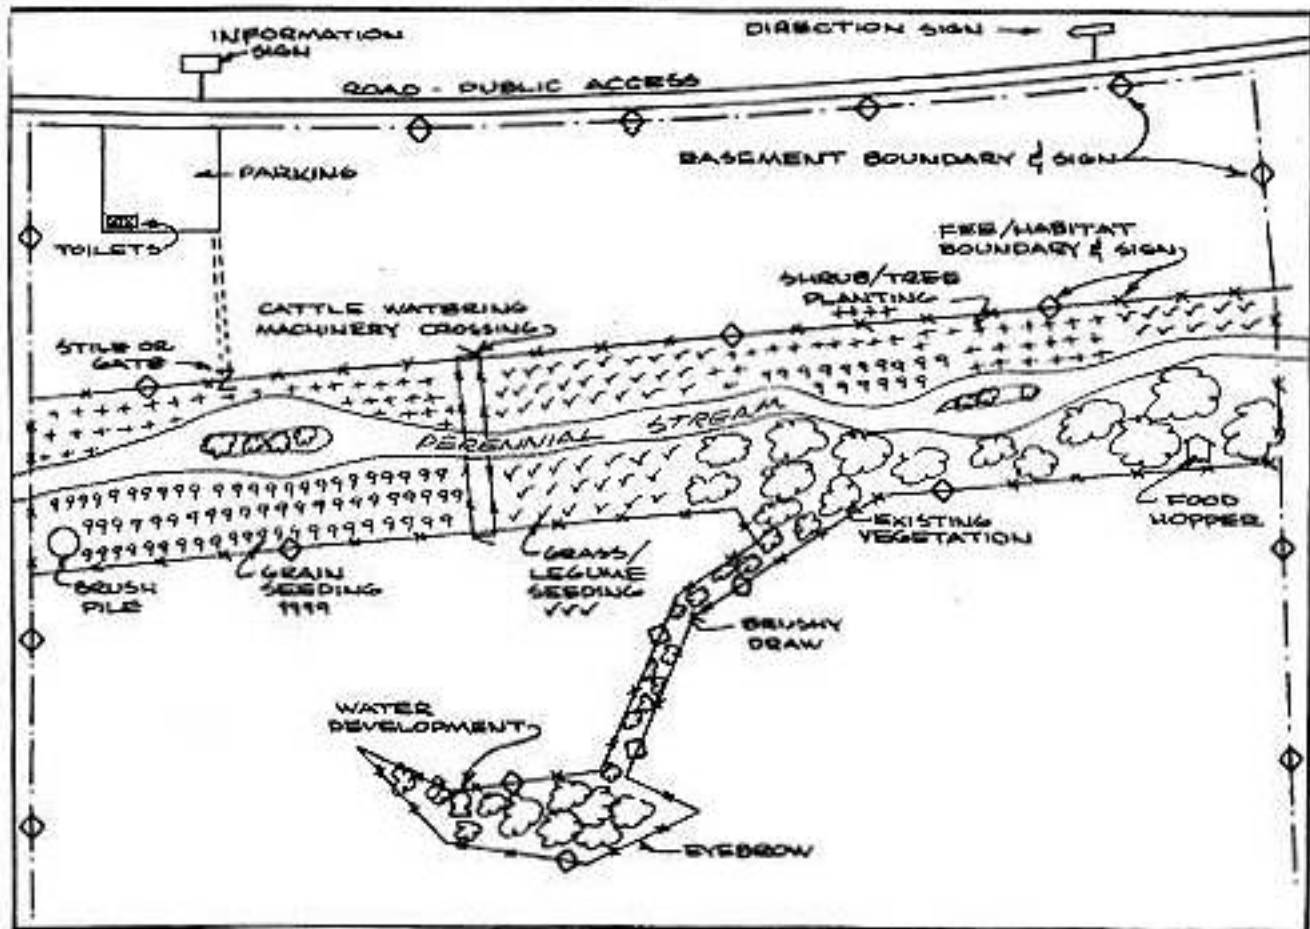 INFORMATION
SIGN
DIRECTION SIGN
ROAD - PUBLIC ACCESS
PARKING
BASEMENT BOUNDARY & SIGN
TOILETS
FEE/HABITAT
BOUNDARY & SIGN
SHRUB/TREE
PLANTING
++++
CATTLE WATERING
MACHINERY CROSSING
STILE OR
GATE
PERENNIAL STREAM
BRUSH
PILE
GRAIN
SEEDING
9999
GRASS/
LEGUME
SEEDING
✓✓✓
EXISTING
VEGETATION
FOOD
HOPPER
BRUSHY
DRAW
WATER
DEVELOPMENT
EYEBROW